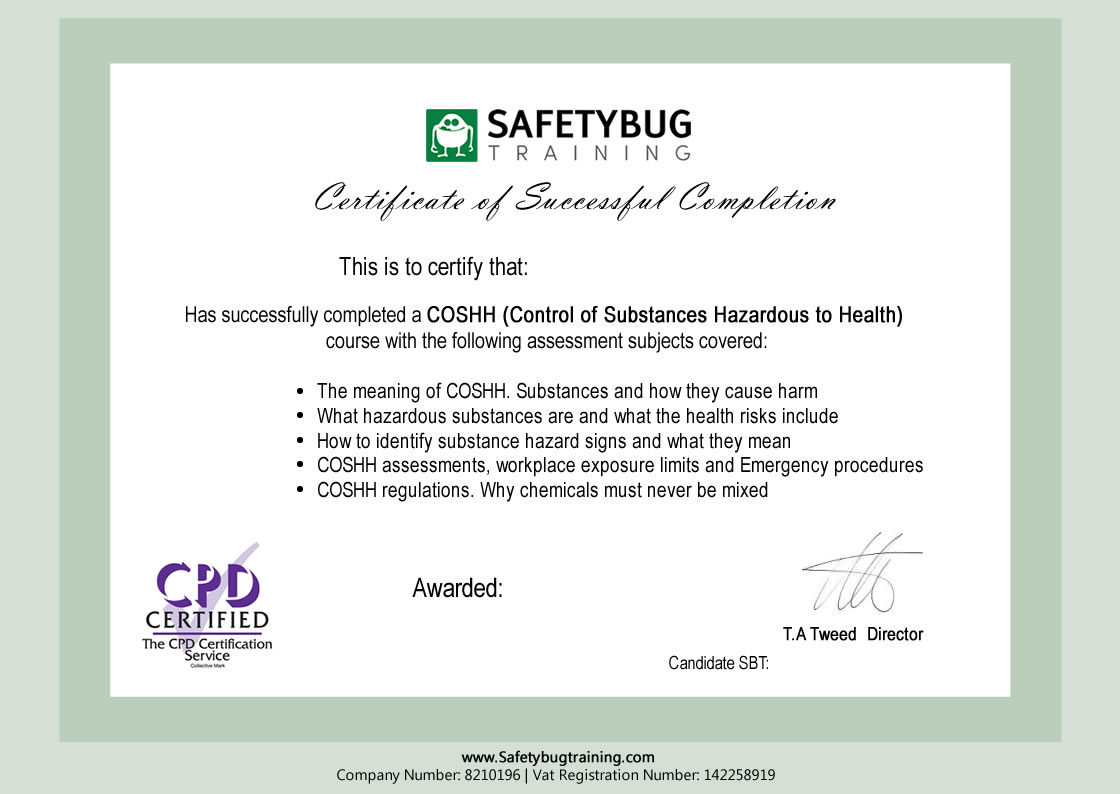 SAFETYBUG
TRAINING
Certificate of Successful Completion
This is to certify that:
Has successfully completed a COSHH (Control of Substances Hazardous to Health)
course with the following assessment subjects covered:
• The meaning of COSHH. Substances and how they cause harm
• What hazardous substances are and what the health risks include
• How to identify substance hazard signs and what they mean
• COSHH assessments, workplace exposure limits and Emergency procedures
• COSHH regulations. Why chemicals must never be mixed
CPD
CERTIFIED
The CPD Certification
Service
Collective Mark
Awarded:
T.A Tweed Director
Candidate SBT:
www.Safetybugtraining.com
Company Number: 8210196 | Vat Registration Number: 142258919